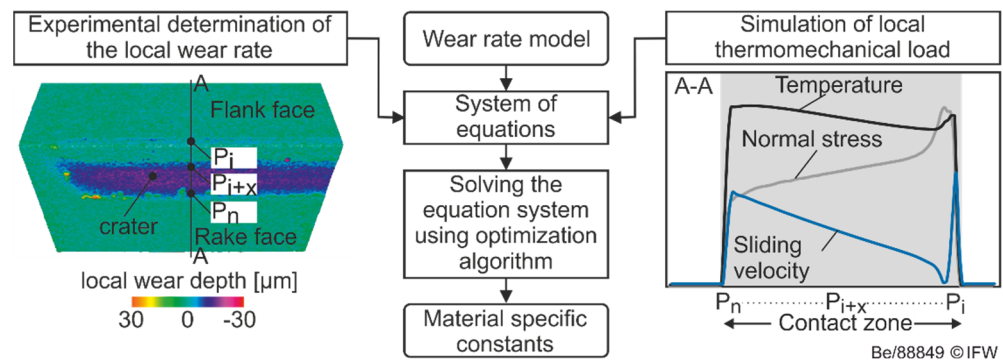 Experimental determination
of the local wear rate
A
Flank face
Pi
Pi+x
Pn
crater
Rake face
A
local wear depth [µm]
30 0 -30
Wear rate model
System of
equations
Solving the
equation system
using optimization
algorithm
Material specific
constants
Simulation of local
thermomechanical load
A-A
Temperature
Normal stress
Sliding
velocity
Pn Pi+x Pi
Contact zone
Be/88849 © IFW